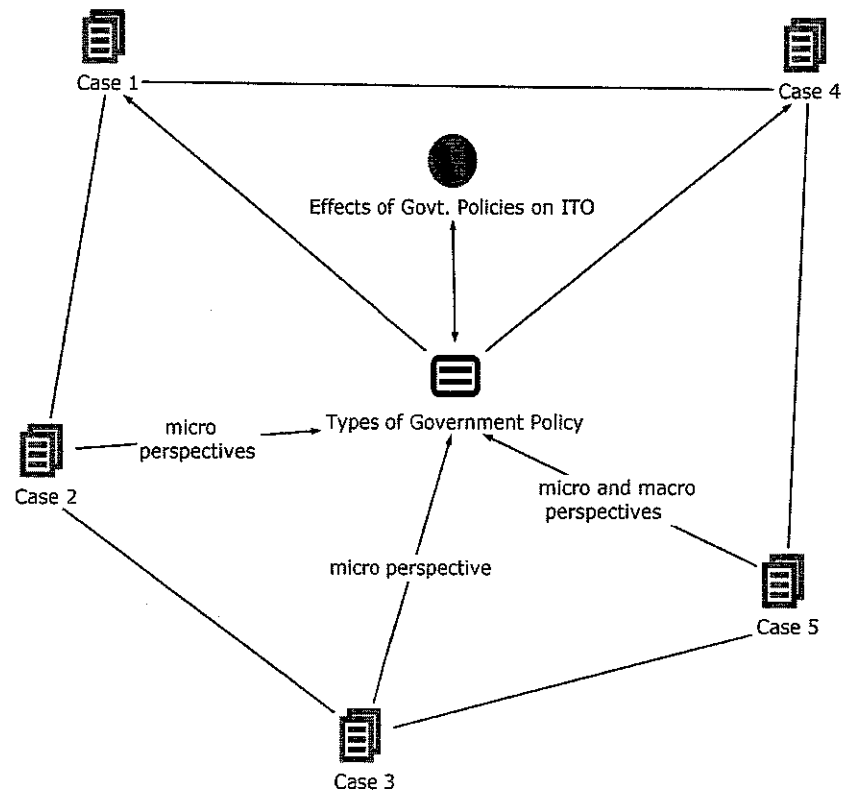 Case 1
Case 4
Effects of Govt. Policies on ITO
Types of Government Policy
micro
perspectives
Case 2
micro and macro
perspectives
micro perspective
Case 5
Case 3